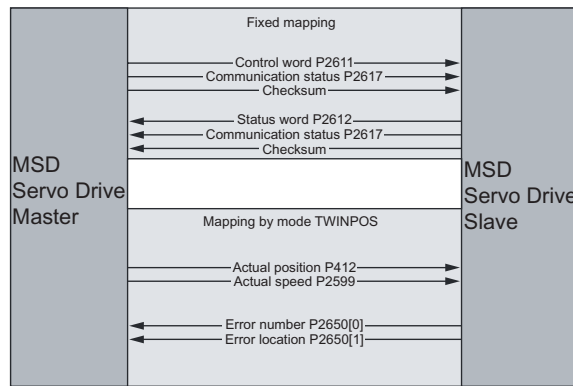 Fixed mapping
Control word P2611
Communication status P2617
Checksum
Status word P2612
Communication status P2617
Checksum
MSD
Servo Drive
Master
MSD
Servo Drive
Slave
Mapping by mode TWINPOS
Actual position P412
Actual speed P2599
Error number P2650[0]
Error location P2650[1]